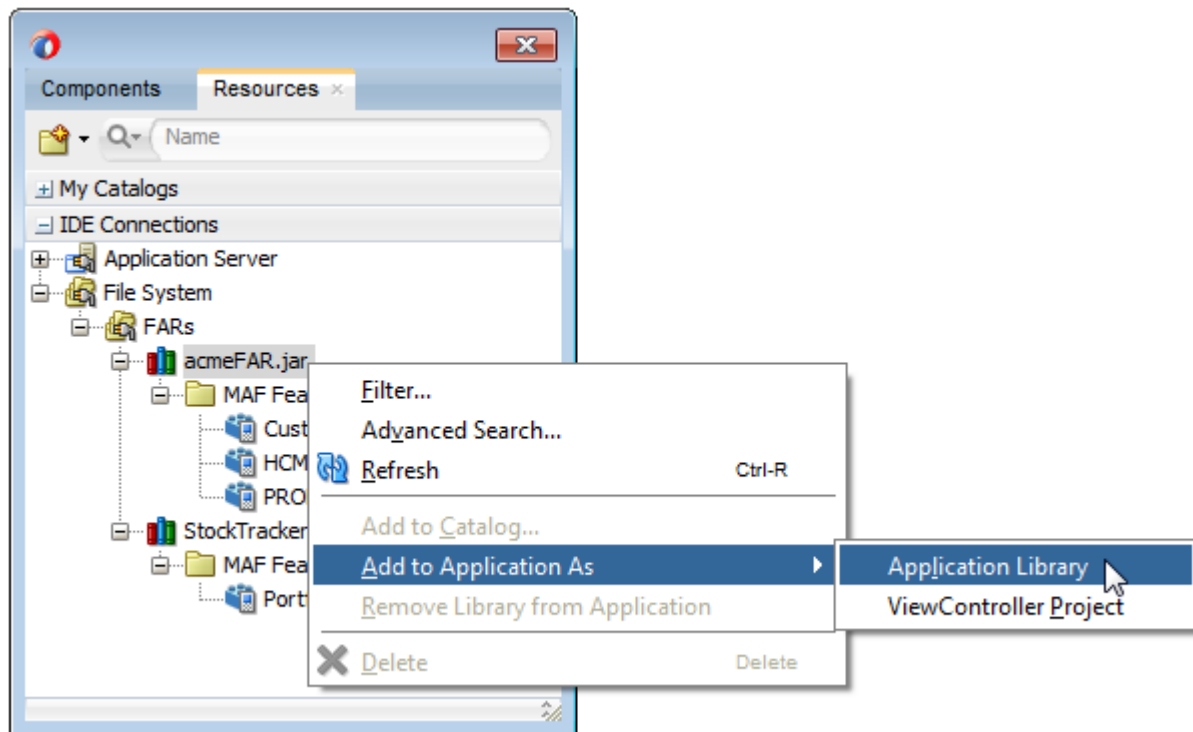 Components Resources
Name
My Catalogs
IDE Connections
Application Server
File System
FARs
acmeFAR.jar
MAF Fea
Cust
HCM
PRO
StockTracker
MAF Fea
Port
Filter...
Advanced Search...
Refresh Ctrl-R
Add to Catalog...
Add to Application As
Remove Library from Application
Delete Delete
Application Library
ViewController Project